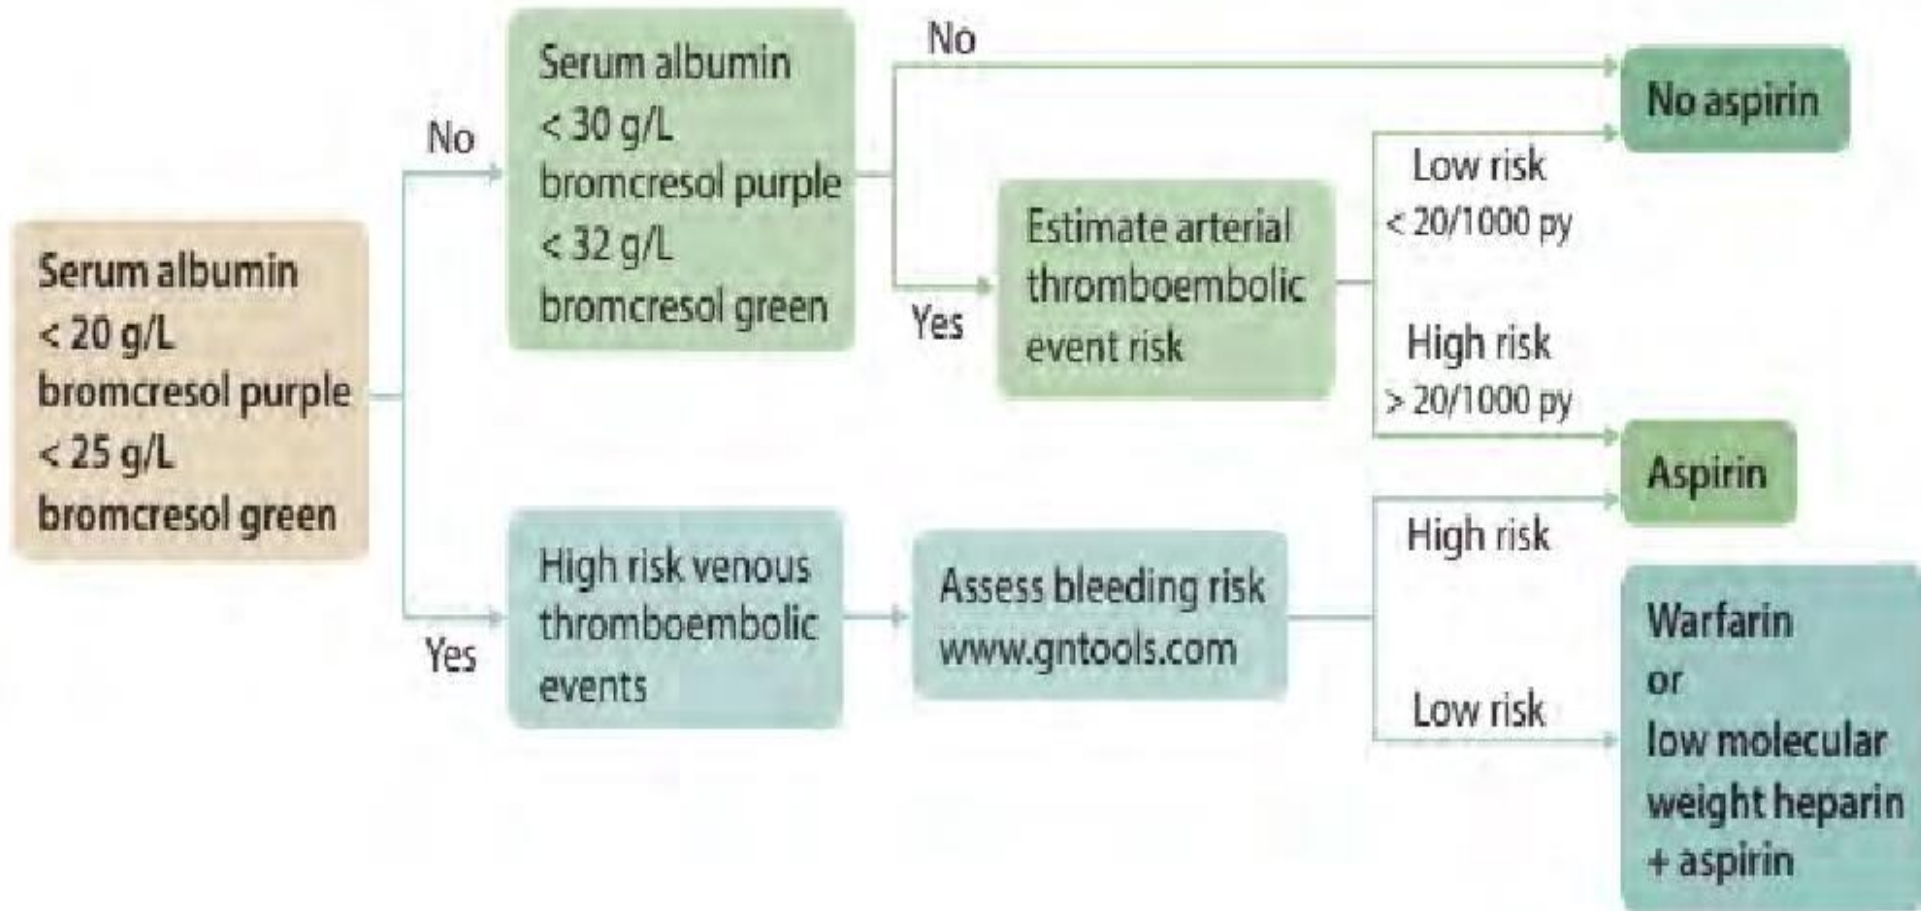 Serum albumin
< 20 g/L
bromcresol purple
< 25 g/L
bromcresol green
No
Yes
Serum albumin
< 30 g/L
bromcresol purple
< 32 g/L
bromcresol green
No
Yes
Estimate arterial
thromboembolic
event risk
Low risk
< 20/1000 py
High risk
> 20/1000 py
No aspirin
Aspirin
High risk venous
thromboembolic
events
Assess bleeding risk
www.gntools.com
High risk
Low risk
Warfarin
or
low molecular
weight heparin
+ aspirin